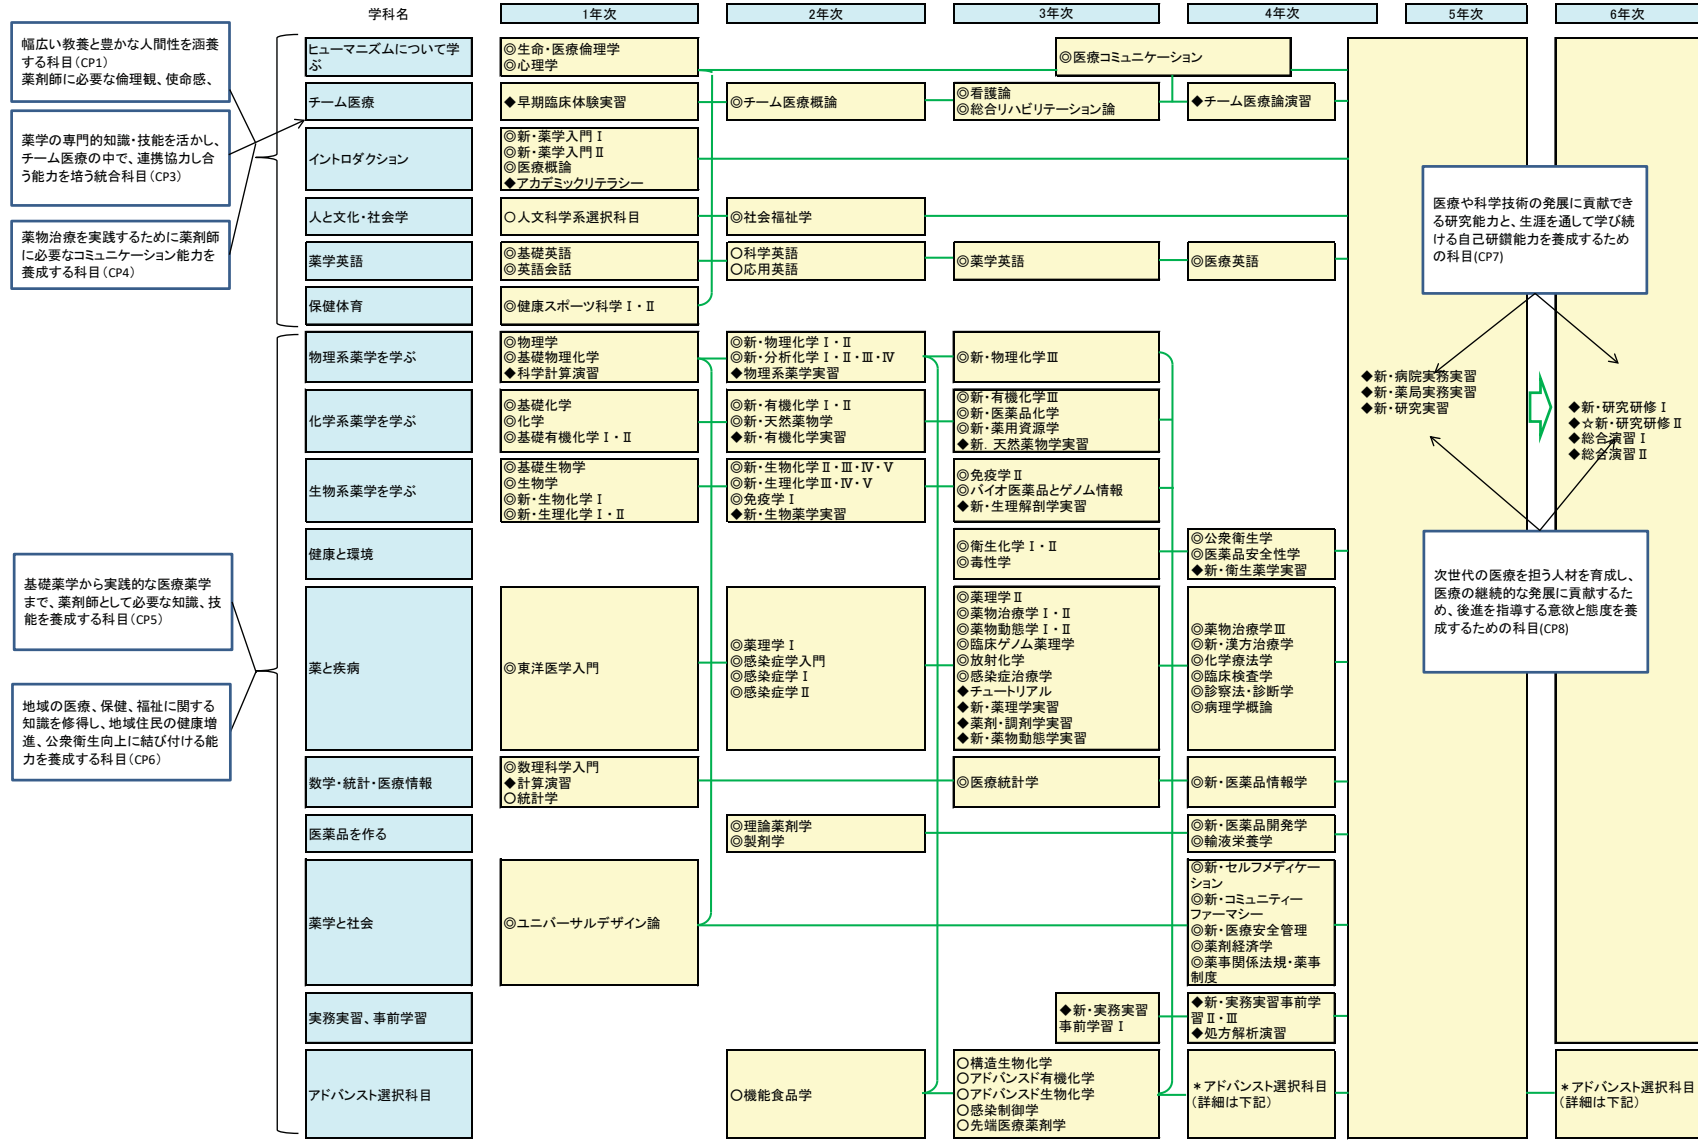 学科名
1年次
2年次
3年次
4年次
5年次
6年次
幅広い教養と豊かな人間性を涵養
する科目(CP1)
薬剤師に必要な倫理観、使命感、
薬学の専門的知識・技能を活かし、
チーム医療の中で、連携協力し合
う能力を培う統合科目(CP3)
薬物治療を実践するために薬剤師
に必要なコミュニケーション能力を
養成する科目(CP4)
ヒューマニズムについて学
ぶ
◎生命・医療倫理学
◎心理学
◎医療コミュニケーション
チーム医療
◆早期臨床体験実習
◎チーム医療概論
◎看護論
◎総合リハビリテーション論
◆チーム医療論演習
イントロダクション
◎新・薬学入門Ⅰ
◎新・薬学入門Ⅱ
◎医療概論
◆アカデミックリテラシー
人と文化・社会学
○人文科学系選択科目
◎社会福祉学
薬学英語
◎基礎英語
◎英語会話
○科学英語
○応用英語
◎薬学英語
◎医療英語
保健体育
◎健康スポーツ科学Ⅰ・Ⅱ
医療や科学技術の発展に貢献でき
る研究能力と、生涯を通して学び続
ける自己研鑽能力を養成するため
の科目(CP7)
物理系薬学を学ぶ
◎物理学
◎基礎物理化学
◆科学計算演習
◎新・物理化学Ⅰ・Ⅱ
◎新・分析化学Ⅰ・Ⅱ・Ⅲ・Ⅳ
◆物理系薬学実習
◎新・物理化学Ⅲ
化学系薬学を学ぶ
◎基礎化学
◎化学
◎基礎有機化学Ⅰ・Ⅱ
◎新・有機化学Ⅰ・Ⅱ
◎新・天然薬物学
◆新・有機化学実習
◎新・有機化学Ⅲ
◎新・医薬品化学
◎新・薬用資源学
◆新．天然薬物学実習
◆新・病院実務実習
◆新・薬局実務実習
◆新・研究実習
◆新・研究研修Ⅰ
◆☆新・研究研修Ⅱ
◆総合演習Ⅰ
◆総合演習Ⅱ
生物系薬学を学ぶ
◎基礎生物学
◎生物学
◎新・生物化学Ⅰ
◎新・生理化学Ⅰ・Ⅱ
◎新・生物化学Ⅱ・Ⅲ・Ⅳ・Ⅴ
◎新・生理化学Ⅲ・Ⅳ・Ⅴ
◎免疫学Ⅰ
◆新・生物薬学実習
◎免疫学Ⅱ
◎バイオ医薬品とゲノム情報
◆新・生理解剖学実習
健康と環境
◎衛生化学Ⅰ・Ⅱ
◎毒性学
◎公衆衛生学
◎医薬品安全性学
◆新・衛生薬学実習
次世代の医療を担う人材を育成し、
医療の継続的な発展に貢献するた
め、後進を指導する意欲と態度を養
成するための科目(CP8)
基礎薬学から実践的な医療薬学
まで、薬剤師として必要な知識、技
能を養成する科目(CP5)
地域の医療、保健、福祉に関する
知識を修得し、地域住民の健康増
進、公衆衛生向上に結び付ける能
力を養成する科目(CP6)
薬と疾病
◎東洋医学入門
◎薬理学Ⅰ
◎感染症学入門
◎感染症学Ⅰ
◎感染症学Ⅱ
◎薬理学Ⅱ
◎薬物治療学Ⅰ・Ⅱ
◎薬物動態学Ⅰ・Ⅱ
◎臨床ゲノム薬理学
◎放射化学
◎感染症治療学
◆チュートリアル
◆新・薬理学実習
◆薬剤・調剤学実習
◆新・薬物動態学実習
◎薬物治療学Ⅲ
◎新・漢方治療学
◎化学療法学
◎臨床検査学
◎診察法・診断学
◎病理学概論
数学・統計・医療情報
◎数理科学入門
◆計算演習
○統計学
◎医療統計学
◎新・医薬品情報学
医薬品を作る
◎理論薬剤学
◎製剤学
◎新・医薬品開発学
◎輸液栄養学
薬学と社会
◎ユニバーサルデザイン論
◎新・セルフメディケー
ション
◎新・コミュニティー
ファーマシー
◎新・医療安全管理
◎薬剤経済学
◎薬事関係法規・薬事
制度
実務実習、事前学習
◆新・実務実習
事前学習Ⅰ
◆新・実務実習事前学
習Ⅱ・Ⅲ
◆処方解析演習
アドバンスト選択科目
○機能食品学
○構造生物化学
○アドバンスド有機化学
○アドバンスド生物化学
○感染制御学
○先端医療薬剤学
＊アドバンスト選択科目
(詳細は下記)
＊アドバンスト選択科目
(詳細は下記)